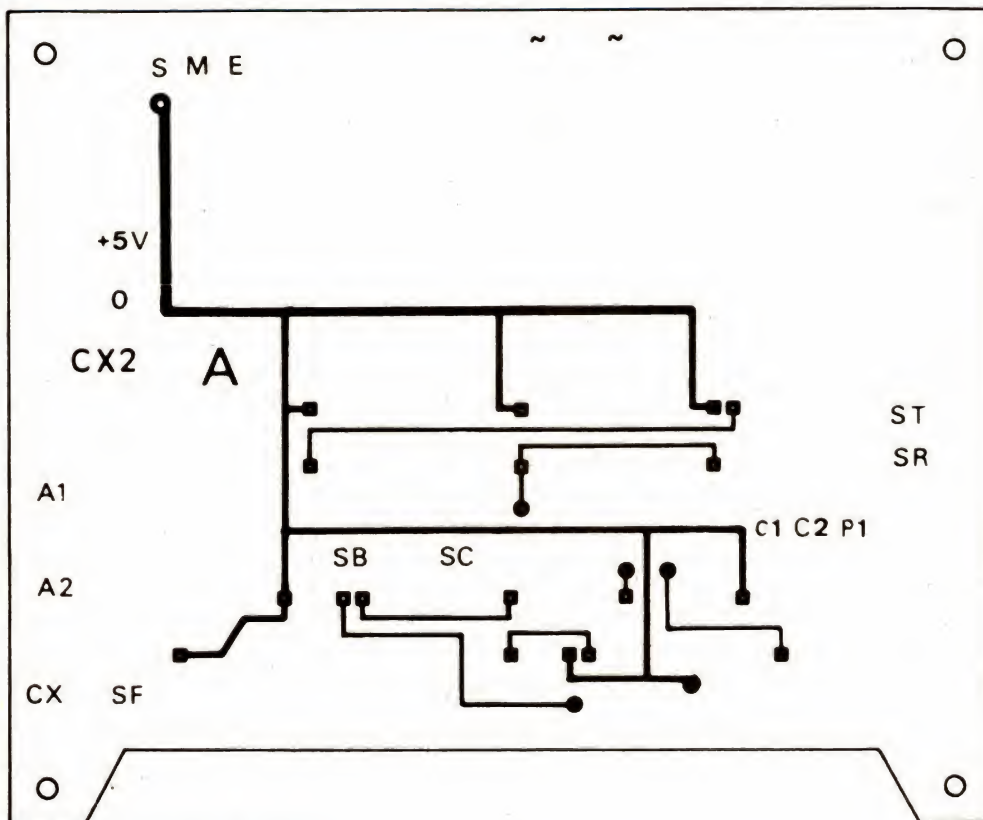 ~ ~
S M E
+5V
0
CX2 A
ST
SR
A1
C1 C2 P1
SB SC
A2
CX SF